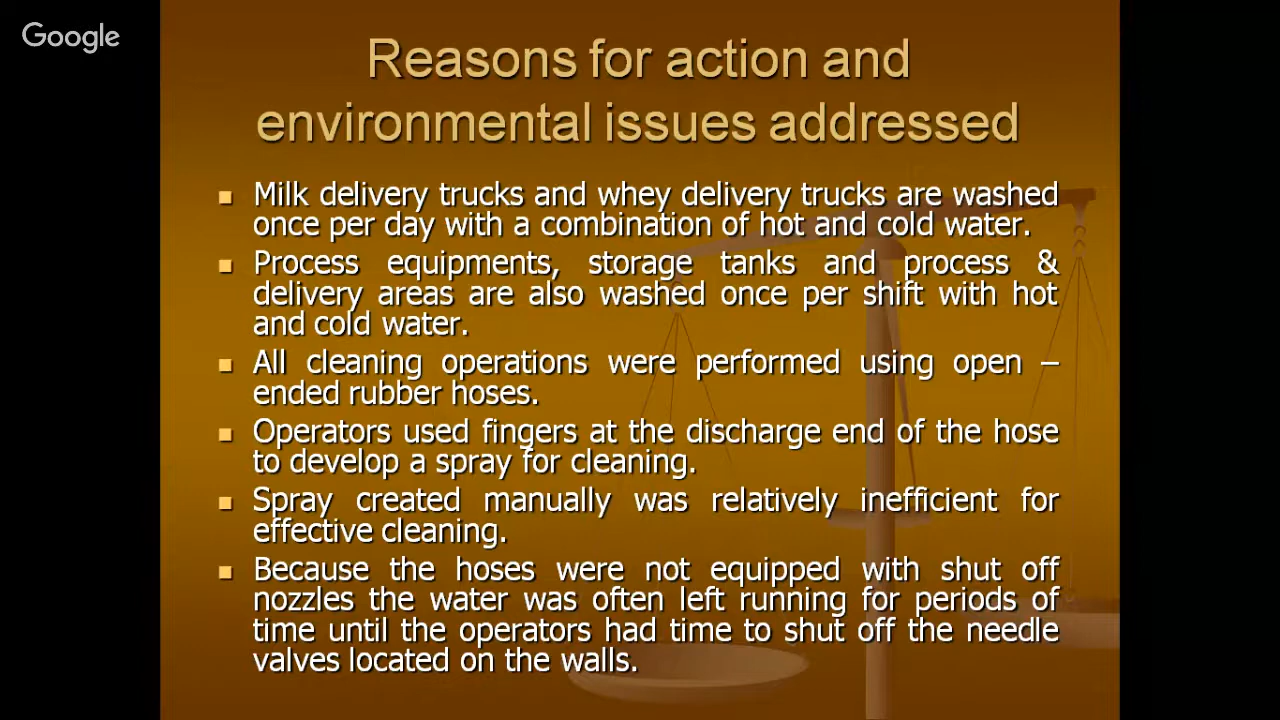 Google
Reasons for action and
environmental issues addressed
Milk delivery trucks and whey delivery trucks are washed
once per day with a combination of hot and cold water.
Process equipments, storage tanks and process &
delivery areas are also washed once per shift with hot
and cold water.
All cleaning operations were performed using open –
ended rubber hoses.
Operators used fingers at the discharge end of the hose
to develop a spray for cleaning.
Spray created manually was relatively inefficient for
effective cleaning.
Because the hoses were not equipped with shut off
nozzles the water was often left running for periods of
time until the operators had time to shut off the needle
valves located on the walls.